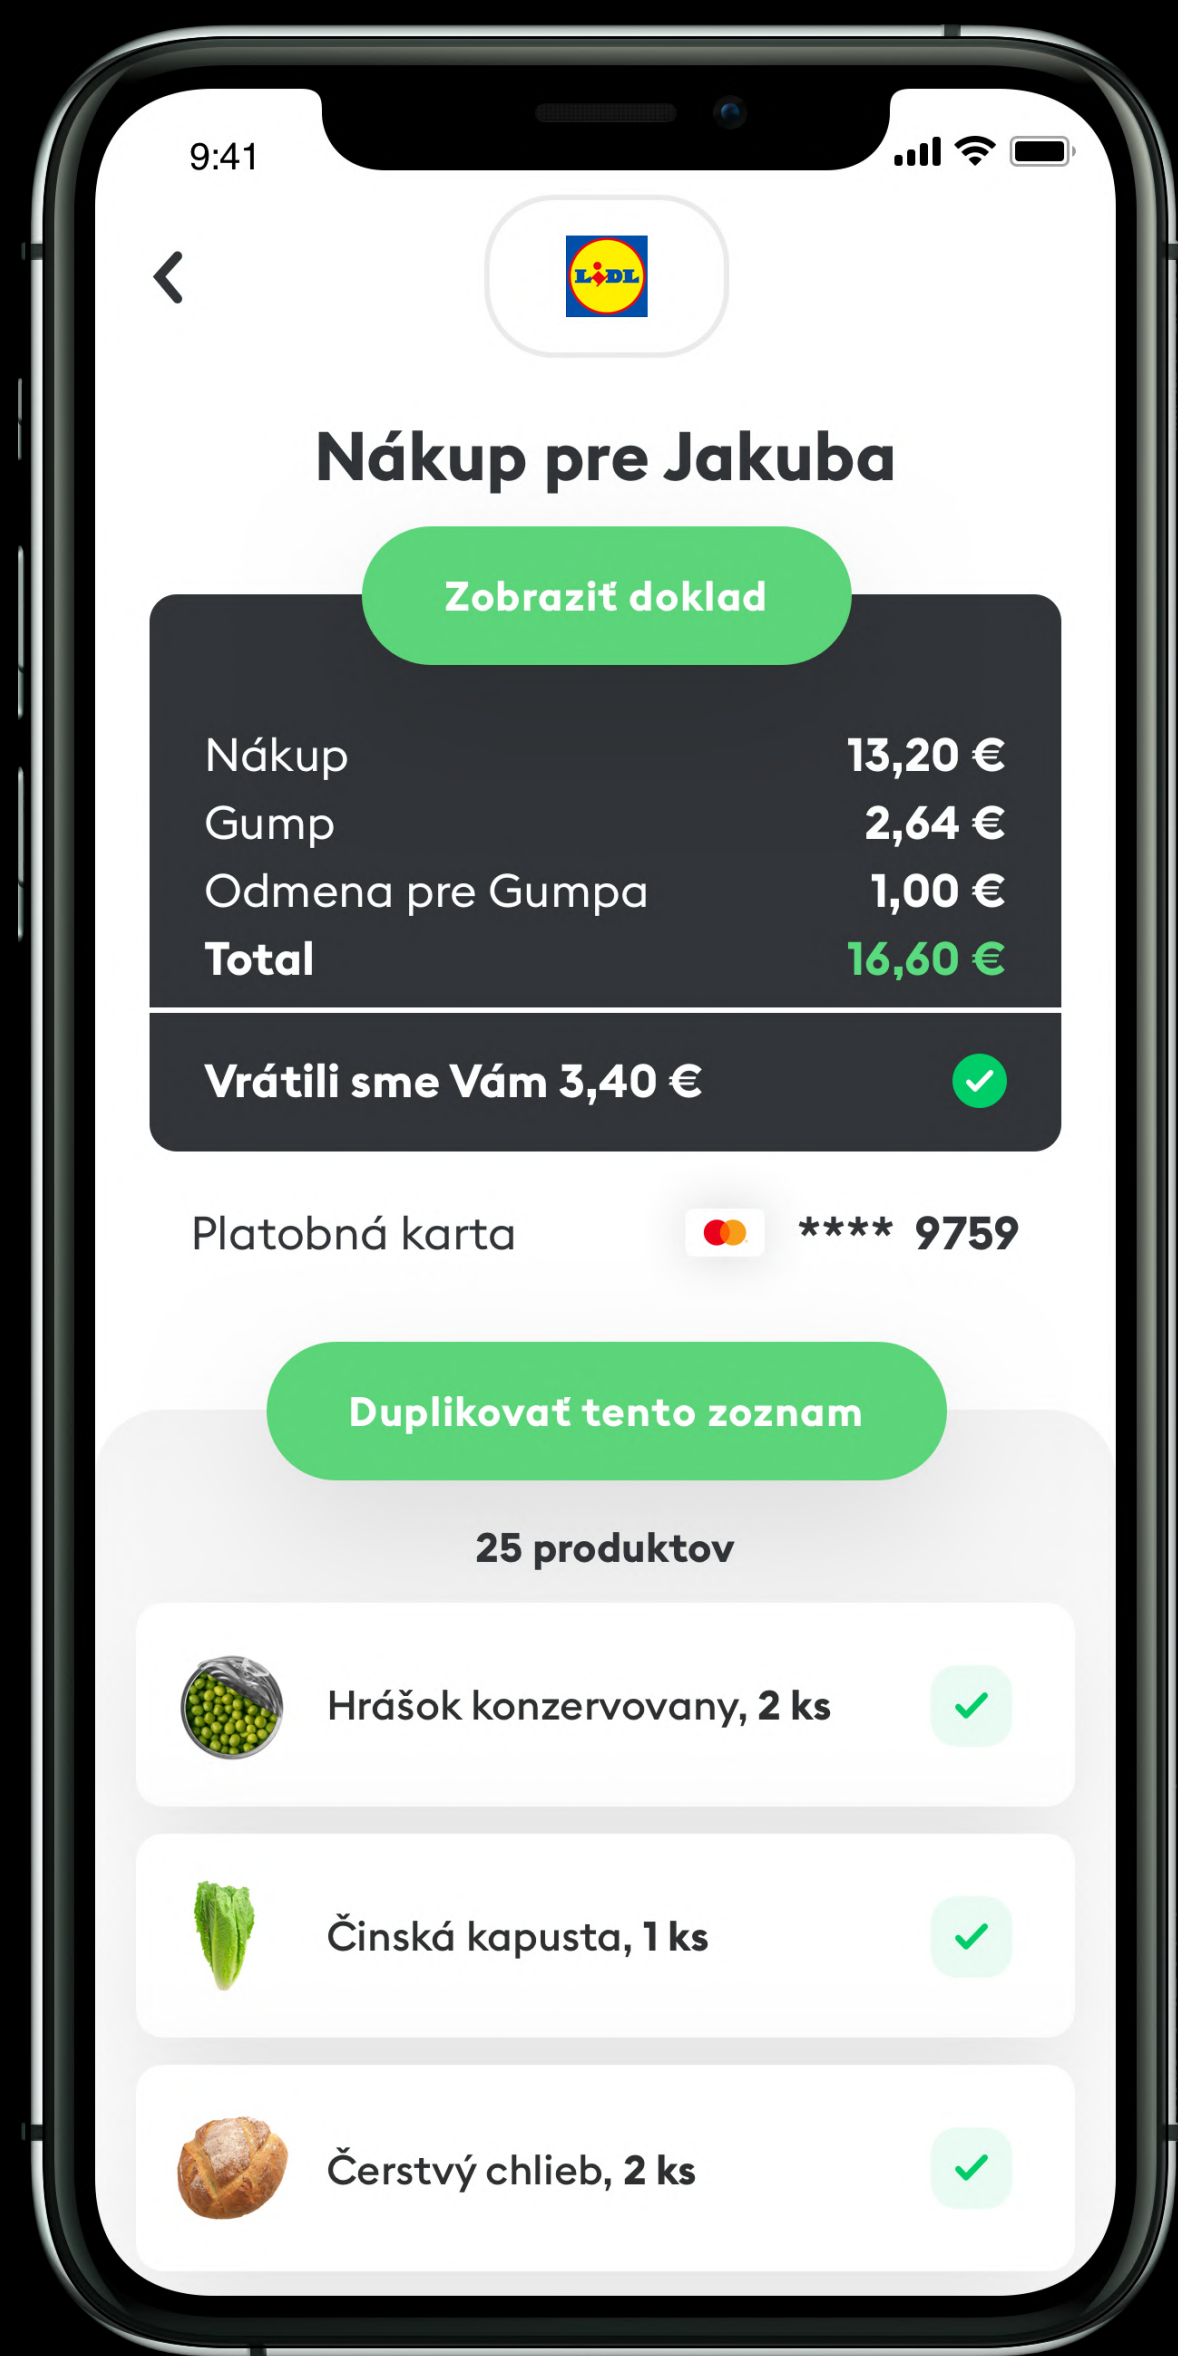 9:41
LIDL
Nákup pre Jakuba
Zobraziť doklad
Nákup 13,20 €
Gump 2,64 €
Odmena pre Gumpa 1,00 €
Total 16,60 €
Vrátili sme Vám 3,40 €
Platobná karta **** 9759
Duplikovať tento zoznam
25 produktov
Hrášok konzervovany, 2 ks
Činská kapusta, 1 ks
Čerstvý chlieb, 2 ks